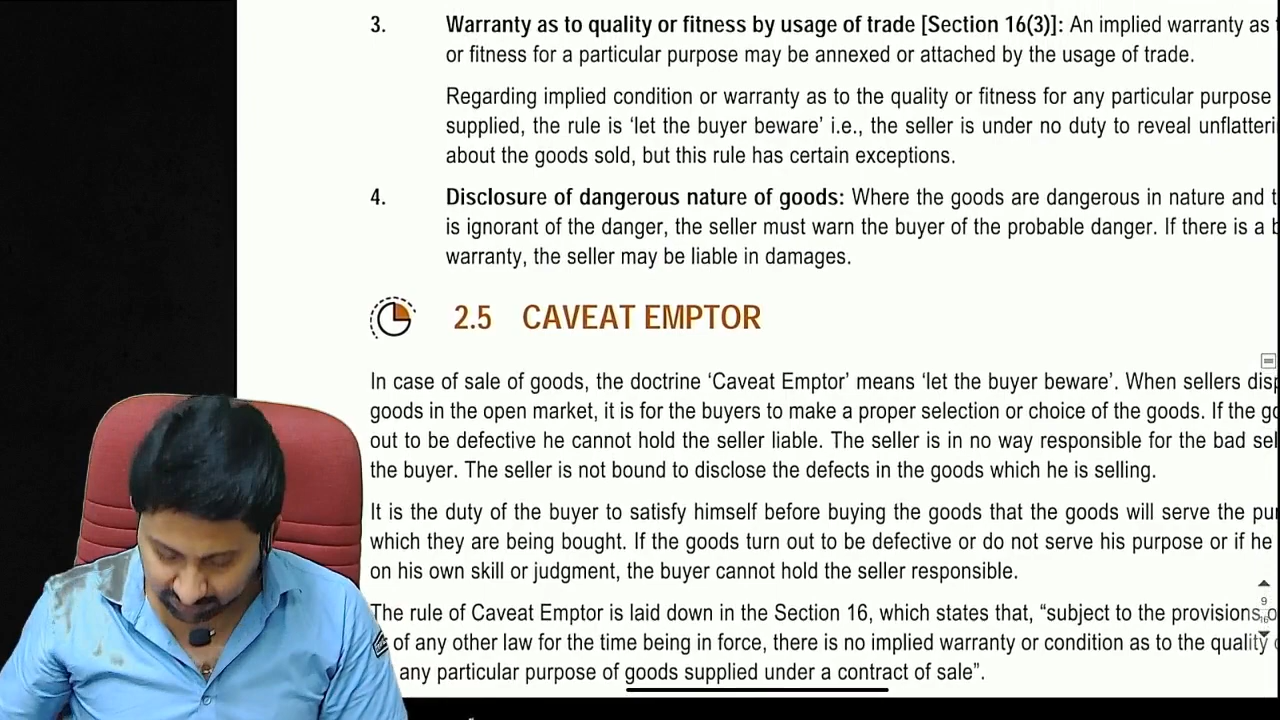 3. Warranty as to quality or fitness by usage of trade [Section 16(3)]: An implied warranty as
or fitness for a particular purpose may be annexed or attached by the usage of trade.
Regarding implied condition or warranty as to the quality or fitness for any particular purpose
supplied, the rule is ‘let the buyer beware’ i.e., the seller is under no duty to reveal
about the goods sold, but this rule has certain exceptions.
4. Disclosure of dangerous nature of goods: Where the goods are dangerous in nature and
is ignorant of the danger, the seller must warn the buyer of the probable danger. If there is a
warranty, the seller may be liable in damages.
2.5 CAVEAT EMPTOR
In case of sale of goods, the doctrine ‘Caveat Emptor’ means ‘let the buyer beware’. When sellers
goods in the open market, it is for the buyers to make a proper selection or choice of the goods. If the
out to be defective he cannot hold the seller liable. The seller is in no way responsible for the bad
the buyer. The seller is not bound to disclose the defects in the goods which he is selling.
It is the duty of the buyer to satisfy himself before buying the goods that the goods will serve the
which they are being bought. If the goods turn out to be defective or do not serve his purpose or if he
on his own skill or judgment, the buyer cannot hold the seller responsible.
The rule of Caveat Emptor is laid down in the Section 16, which states that, “subject to the provisions
of any other law for the time being in force, there is no implied warranty or condition as to the quality
any particular purpose of goods supplied under a contract of sale”.
9
16